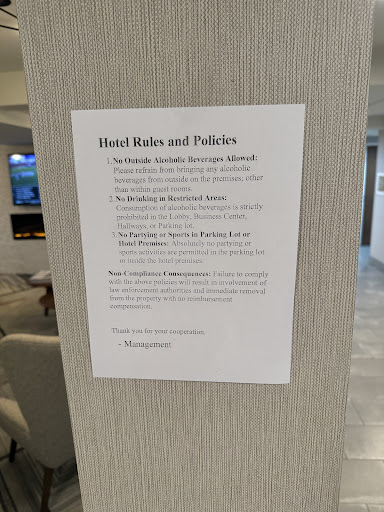 Hotel Rules and Policies
1. No Outside Alcoholic Beverages Allowed:
Please refrain from bringing any alcoholic
beverages from outside on the premises; other
than within guest rooms.
2. No Drinking in Restricted Areas:
Consumption of alcoholic beverages is strictly
prohibited in the Lobby, Business Center,
Hallways, or Parking lot.
3. No Partying or Sports in Parking Lot or
Hotel Premises: Absolutely no partying or
sports activities are permitted in the parking lot
or inside the hotel premises.
Non-Compliance Consequences: Failure to comply
with the above policies will result in involvement of
law enforcement authorities and immediate removal
from the property with no reimbursement
compensation.
Thank you for your cooperation.
- Management